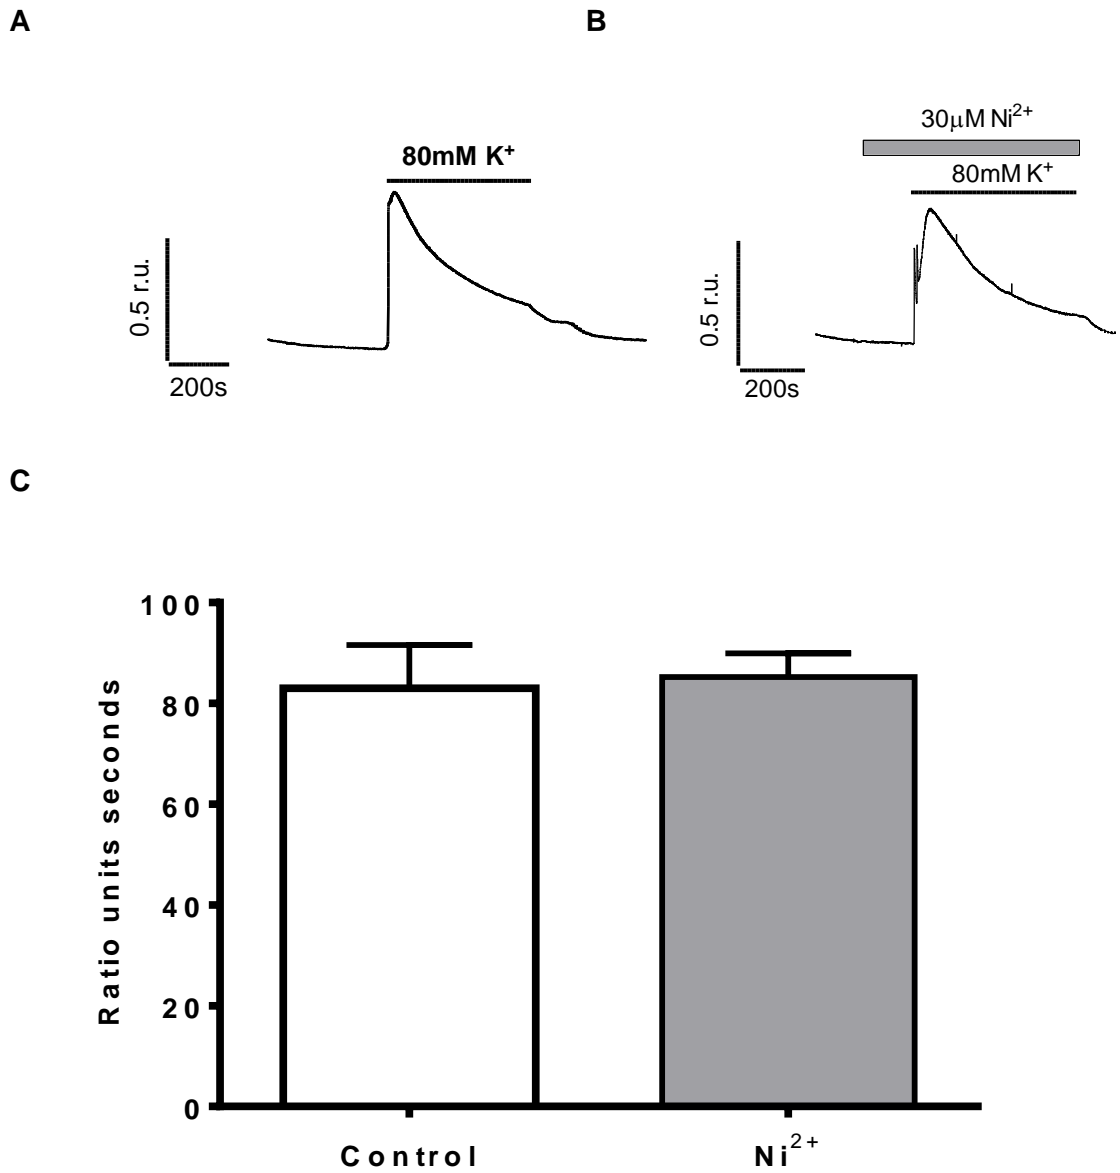 A
B
30μM Ni²⁺
80mM K⁺
80mM K⁺
0.5 r.u.
0.5 r.u.
200s
200s
C
100
80
60
40
20
0
Ratio units seconds
Control
Ni²⁺